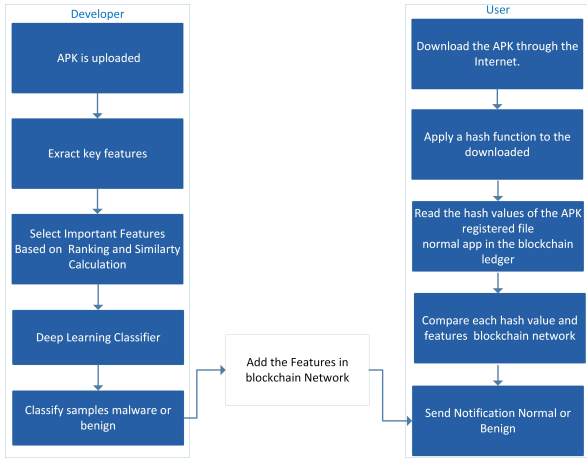 Developer
APK is uploaded
Exract key features
Select Important Features
Based on Ranking and Similarty
Calculation
Deep Learning Classifier
Classify samples malware or
benign
Add the Features in
blockchain Network
User
Download the APK through the
Internet.
Apply a hash function to the
downloaded
Read the hash values of the APK
registered file
normal app in the blockchain
ledger
Compare each hash value and
features blockchain network
Send Notification Normal or
Benign